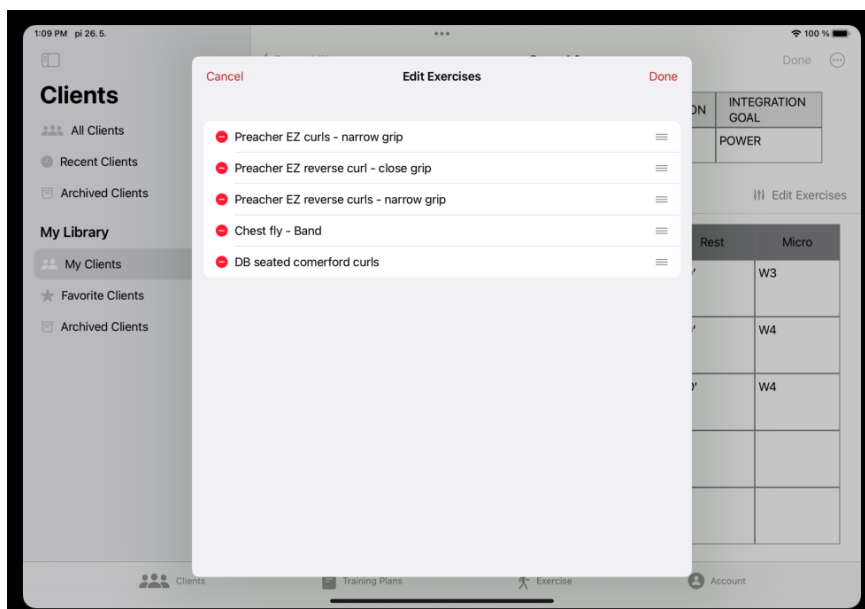 1:09 PM pi 26. 5.
100 %
Done
Clients
All Clients
Recent Clients
Archived Clients
My Library
My Clients
Favorite Clients
Archived Clients
Cancel Edit Exercises Done
Preacher EZ curls - narrow grip
Preacher EZ reverse curl - close grip
Preacher EZ reverse curls - narrow grip
Chest fly - Band
DB seated comerford curls
INTEGRATION
GOAL
POWER
Edit Exercises
Rest Micro
W3
W4
W4
Clients Training Plans Exercise Account